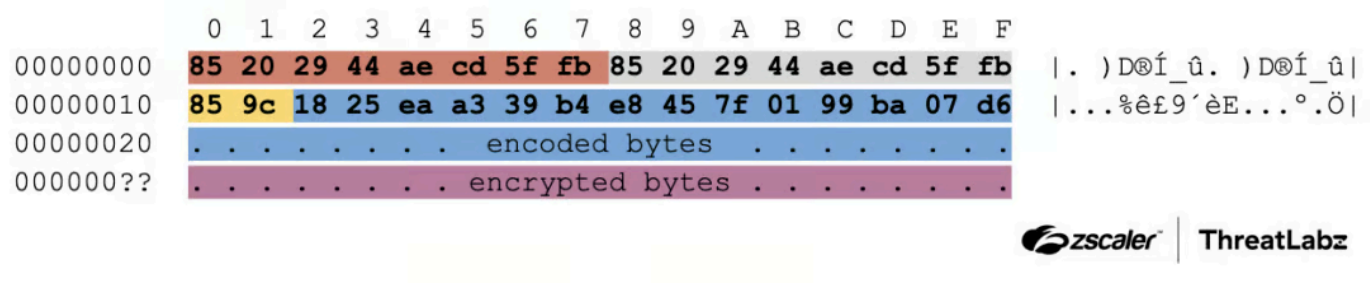 0 1 2 3 4 5 6 7 8 9 A B C D E F
00000000 85 20 29 44 ae cd 5f fb 85 20 29 44 ae cd 5f fb |. )D®Í_û. )D®Í_û|
00000010 85 9c 18 25 ea a3 39 b4 e8 45 7f 01 99 ba 07 d6 |...%ê£9´èE...º.Ö|
00000020 . . . . . . . . encoded bytes . . . . . . . .
000000?? . . . . . . . . encrypted bytes . . . . . . . .
zscaler™ | ThreatLabz